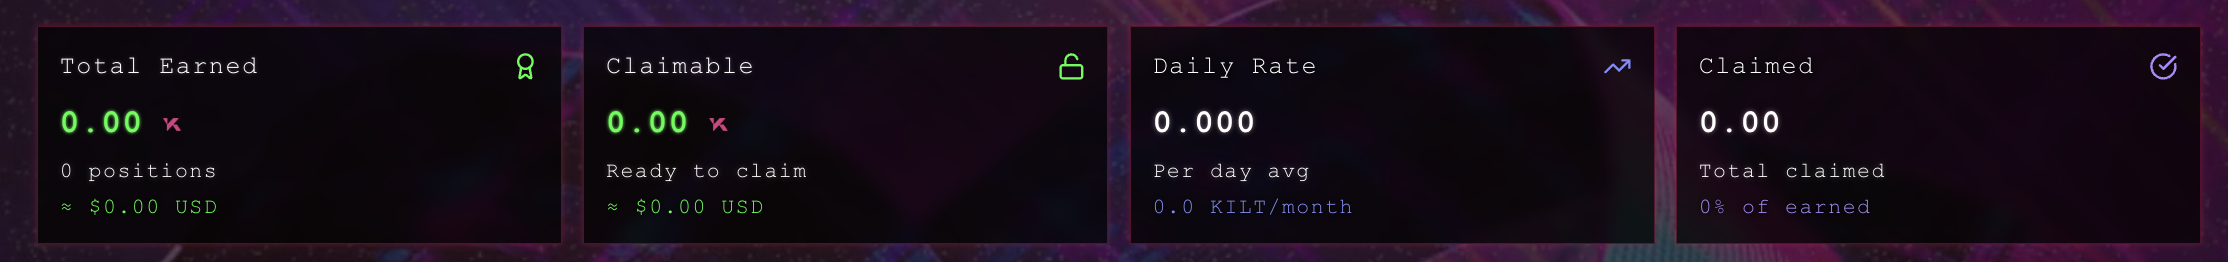 Total Earned
0.00
0 positions
≈ $0.00 USD
Claimable
0.00
Ready to claim
≈ $0.00 USD
Daily Rate
0.000
Per day avg
0.0 KILT/month
Claimed
0.00
Total claimed
0% of earned